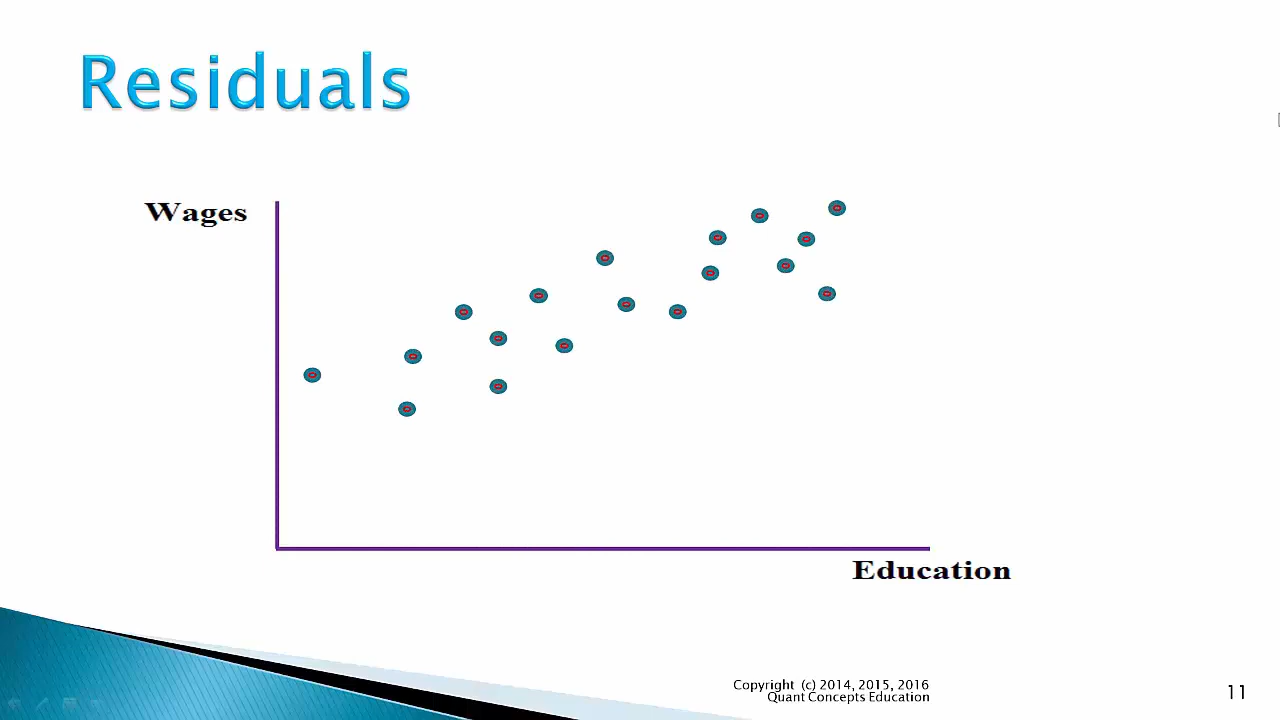 Residuals
Wages
Education
Copyright (c) 2014, 2015, 2016
Quant Concepts Education
11